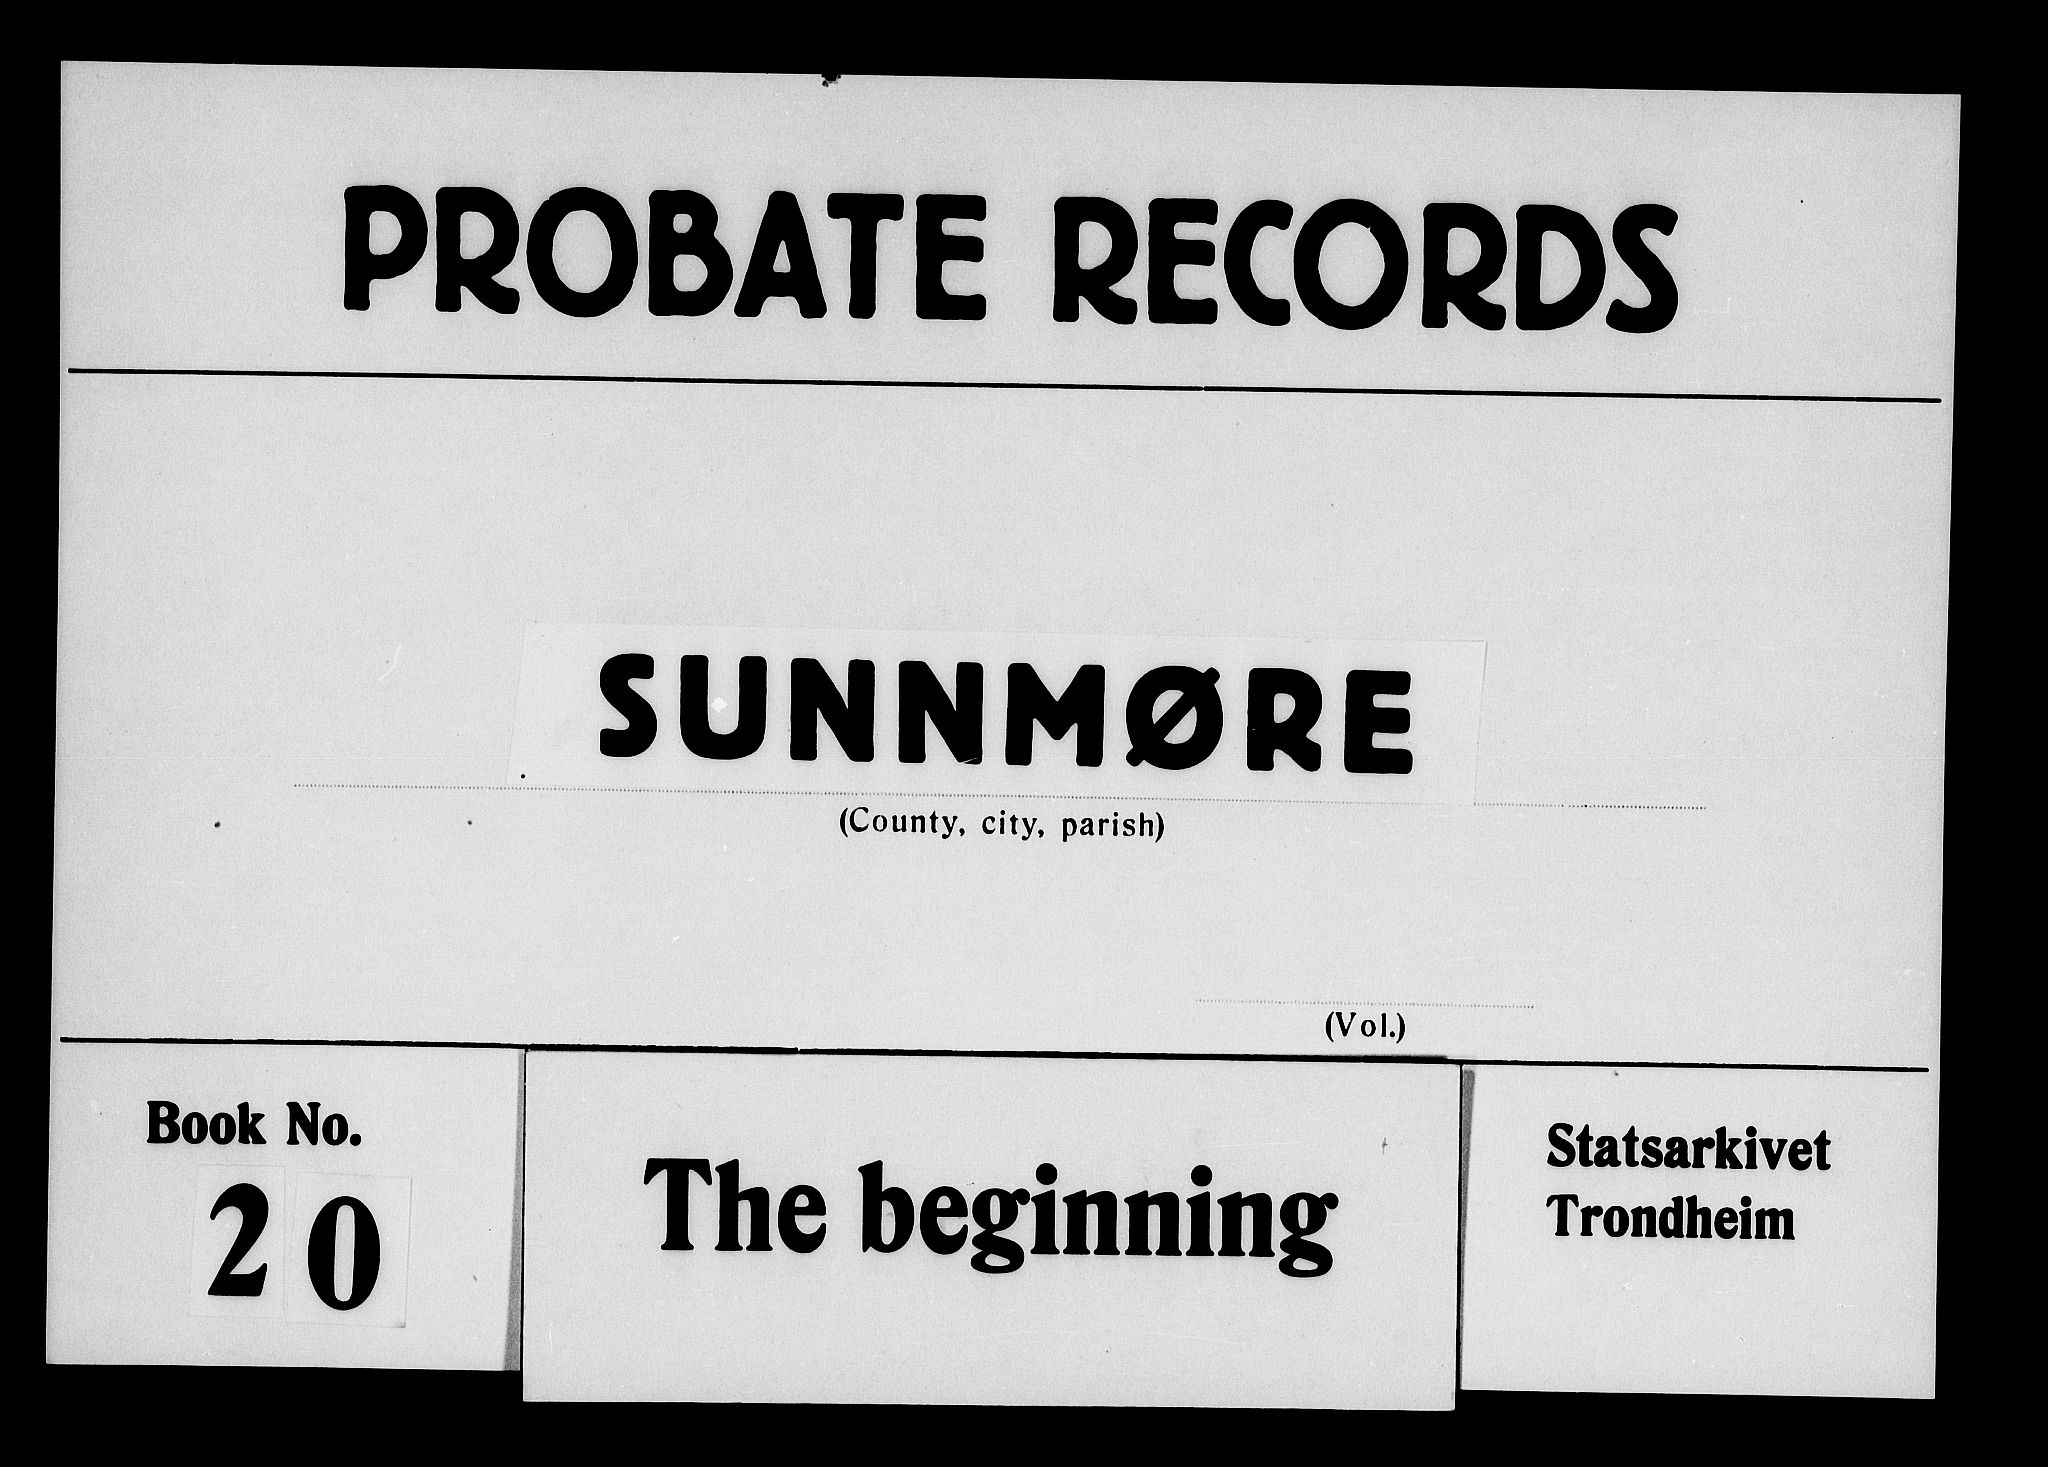 PROBATE RECORDS
SUNNMØRE
(County, city, parish)
(Vol.)
Book No.
20
The beginning
Statsarkivet
Trondheim